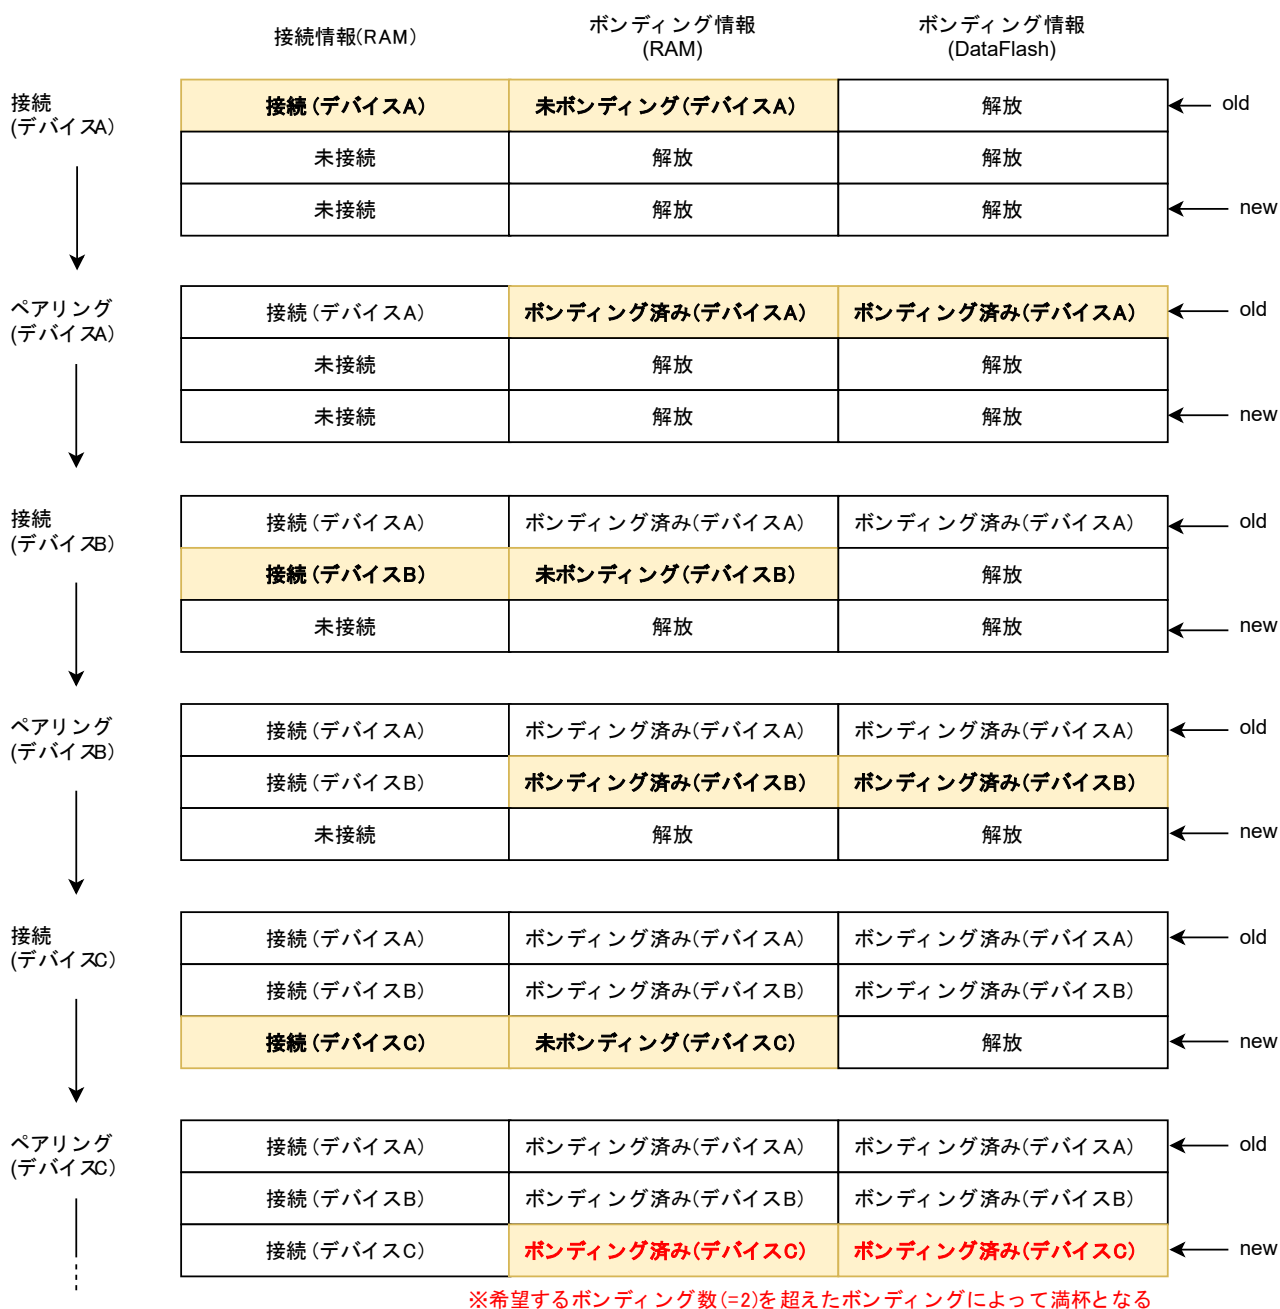 接続情報(RAM)
ボンディング情報
(RAM)
ボンディング情報
(DataFlash)
接続
(デバイスA)
接続(デバイスA) 未ボンディング(デバイスA) 解放 old
未接続 解放 解放
未接続 解放 解放 new
ペアリング
(デバイスA)
接続(デバイスA) ボンディング済み(デバイスA) ボンディング済み(デバイスA) old
未接続 解放 解放
未接続 解放 解放 new
接続
(デバイスB)
接続(デバイスA) ボンディング済み(デバイスA) ボンディング済み(デバイスA) old
接続(デバイスB) 未ボンディング(デバイスB) 解放
未接続 解放 解放 new
ペアリング
(デバイスB)
接続(デバイスA) ボンディング済み(デバイスA) ボンディング済み(デバイスA) old
接続(デバイスB) ボンディング済み(デバイスB) ボンディング済み(デバイスB)
未接続 解放 解放 new
接続
(デバイスC)
接続(デバイスA) ボンディング済み(デバイスA) ボンディング済み(デバイスA) old
接続(デバイスB) ボンディング済み(デバイスB) ボンディング済み(デバイスB)
接続(デバイスC) 未ボンディング(デバイスC) 解放 new
ペアリング
(デバイスC)
接続(デバイスA) ボンディング済み(デバイスA) ボンディング済み(デバイスA) old
接続(デバイスB) ボンディング済み(デバイスB) ボンディング済み(デバイスB)
接続(デバイスC) ボンディング済み(デバイスC) ボンディング済み(デバイスC) new
※希望するボンディング数(=2)を超えたボンディングによって満杯となる